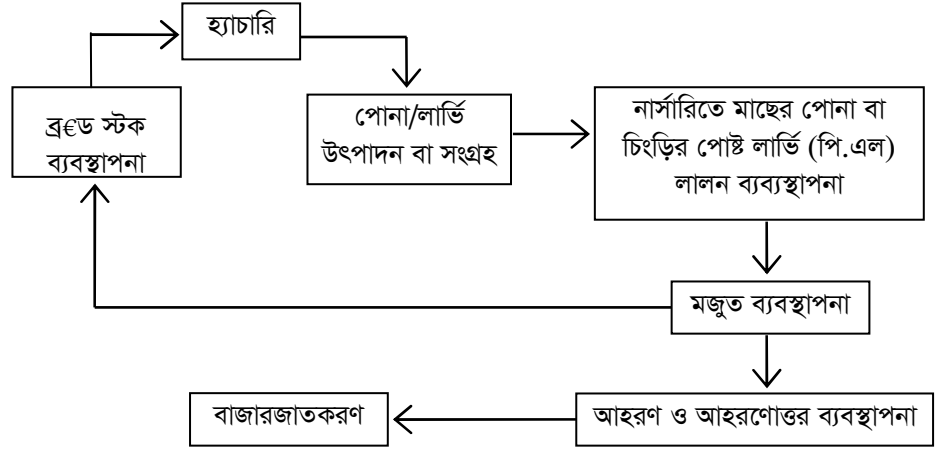 হ্যাচারি
ব্র€ড স্টক
ব্যবস্থাপনা
পোনা/লার্ভি
উৎপাদন বা সংগ্রহ
নার্সারিতে মাছের পোনা বা
চিংড়ির পোষ্ট লার্ভি (পি.এল)
লালন ব্যব্যস্থাপনা
মজুত ব্যবস্থাপনা
আহরণ ও আহরণোত্তর ব্যবস্থাপনা
বাজারজাতকরণ